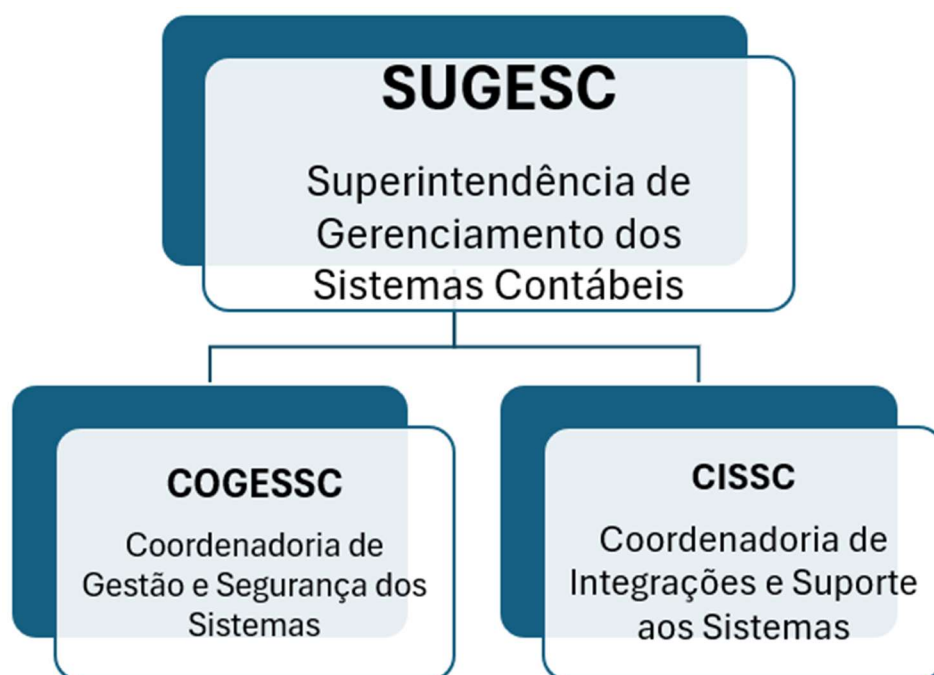 SUGESC
Superintendência de
Gerenciamento dos
Sistemas Contábeis
COGESSC
Coordenadoria de
Gestão e Segurança dos
Sistemas
CISSC
Coordenadoria de
Integrações e Suporte
aos Sistemas